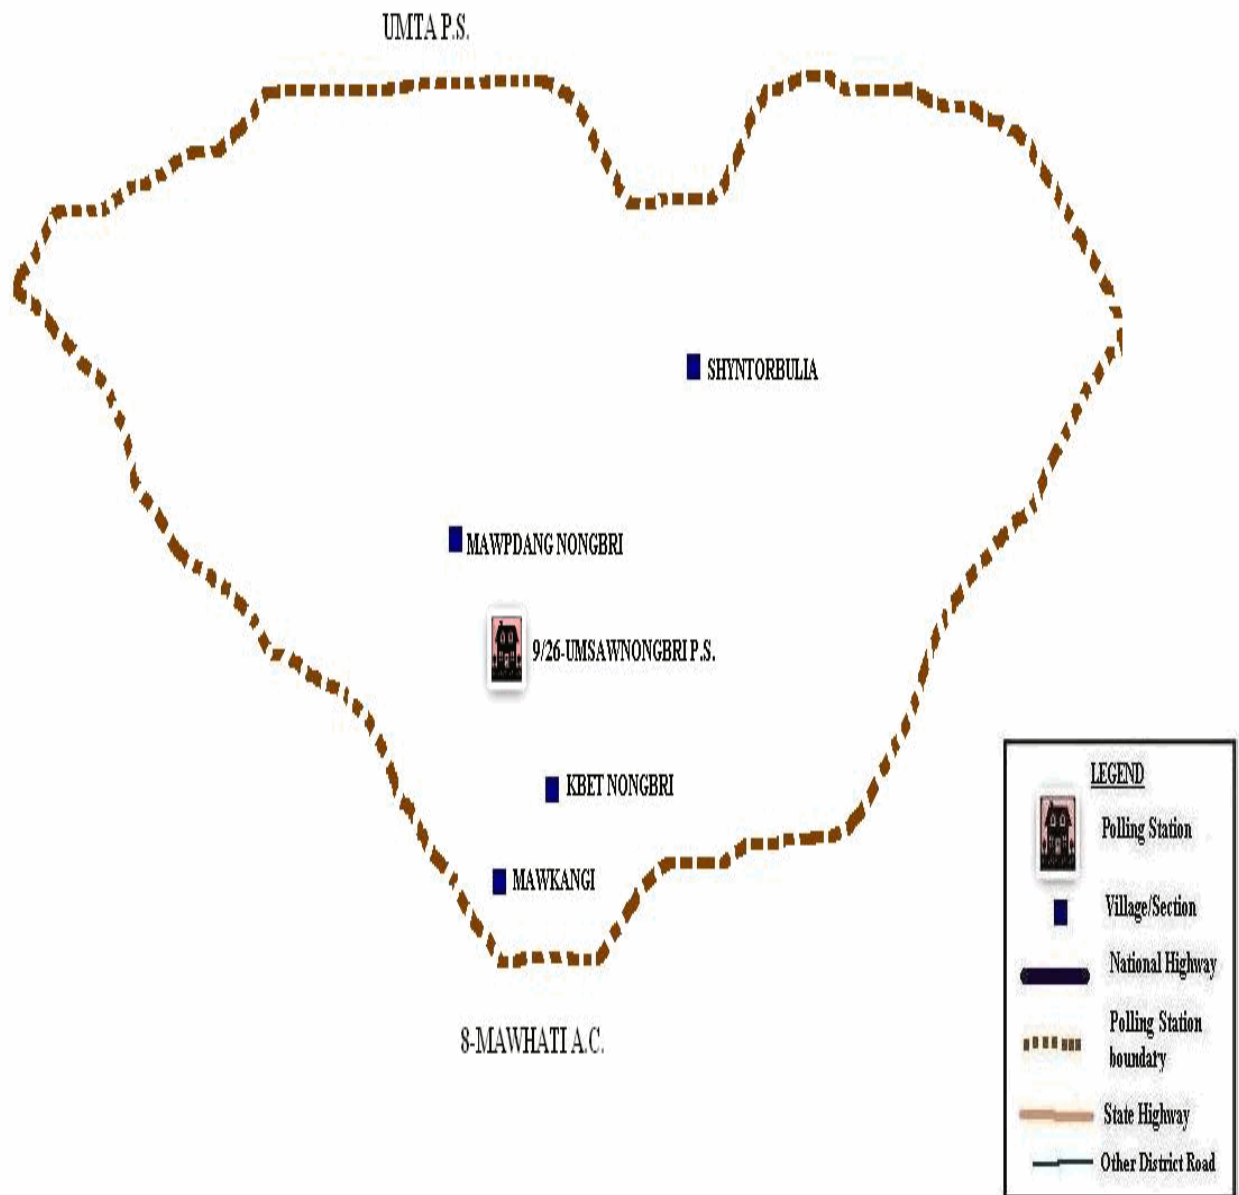 UMTA P.S.
SHYNTORBULIA
MAWPDANG NONGBRI
9/26-UMSAWNONGBRI P.S.
KBET NONGBRI
MAWKANGI
8-MAWHATI A.C.
LEGEND
Polling Station
Village/Section
National Highway
Polling Station
boundary
State Highway
Other District Road